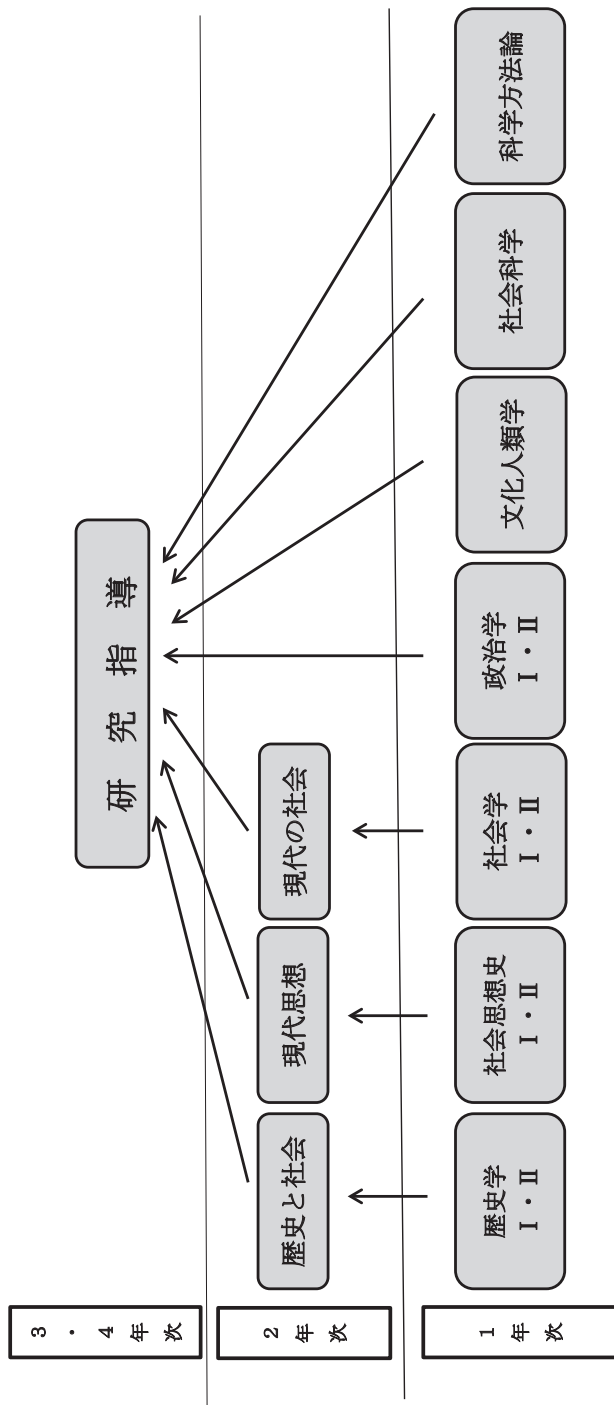 3・4年次
研究指導
2年次
歴史と社会
現代思想
現代の社会
1年次
歴史学
I・II
社会思想史
I・II
社会学
I・II
政治学
I・II
文化人類学
社会科学
科学方法論